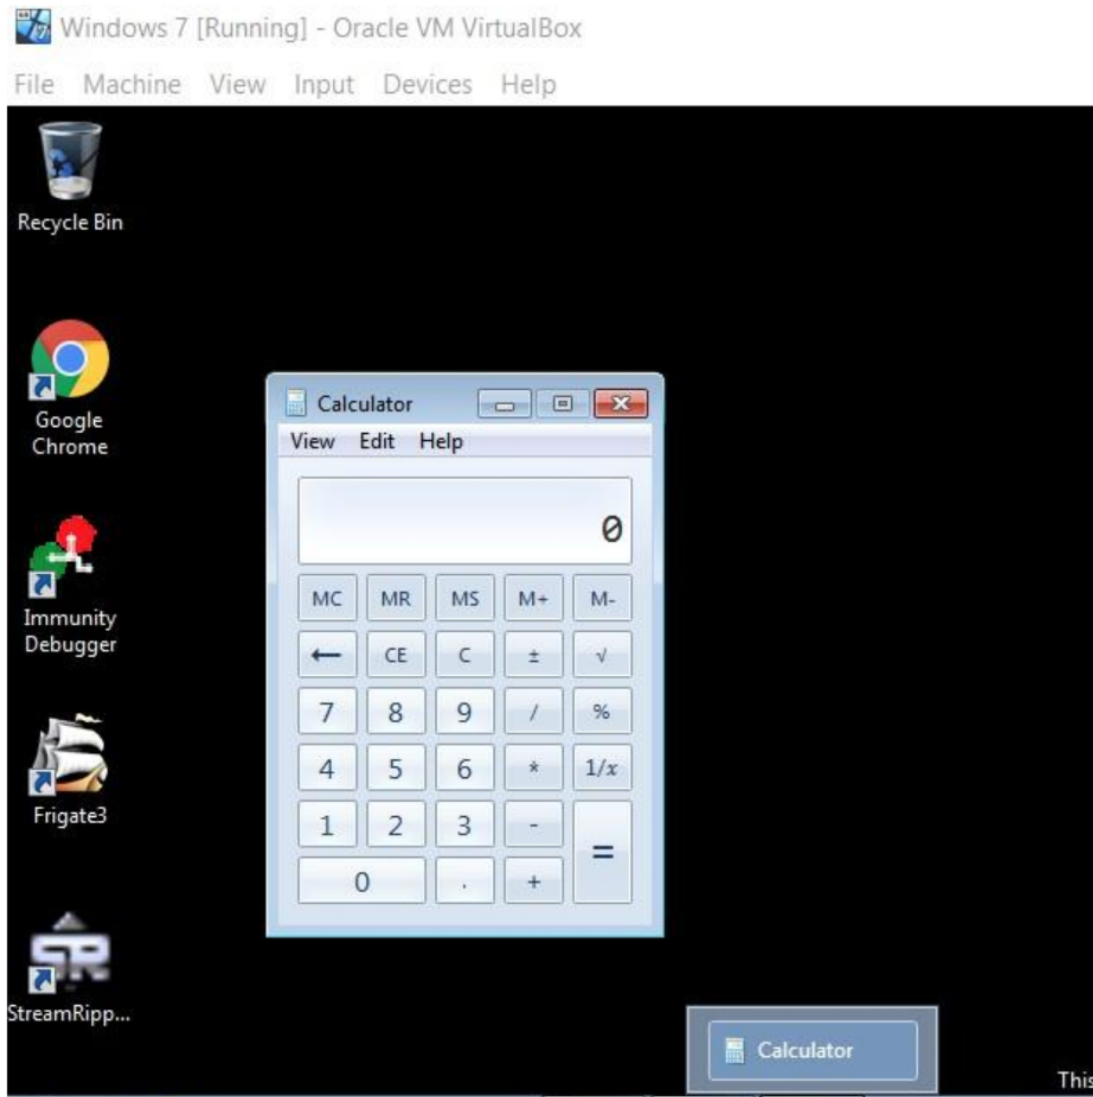 Windows 7 [Running] - Oracle VM VirtualBox
File Machine View Input Devices Help
Recycle Bin
Google
Chrome
Immunity
Debugger
Frigate3
SR
StreamRipp...
Calculator
View Edit Help
0
MC MR MS M+ M-
← CE C ± √
7 8 9 / %
4 5 6 * 1/x
1 2 3 - =
0 . +
Calculator
This